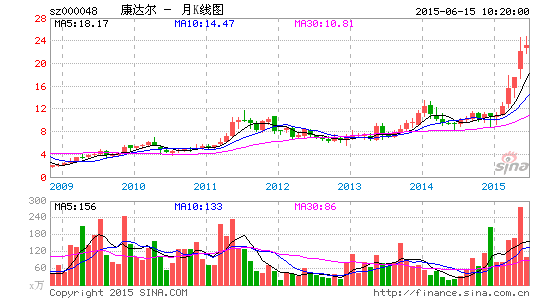 sz000048 康达尔 - 月K线图 2015-06-15 10:20:00
MA5:18.17 MA10:14.47 MA30:10.81
28
24
20
16
12
8
4
0
sina
2009 2010 2011 2012 2013 2014 2015
MA5:156 MA10:133 MA30:86
300
240
180
120
60
x万
Copyright 2015 SINA.COM http://finance.sina.com.cn